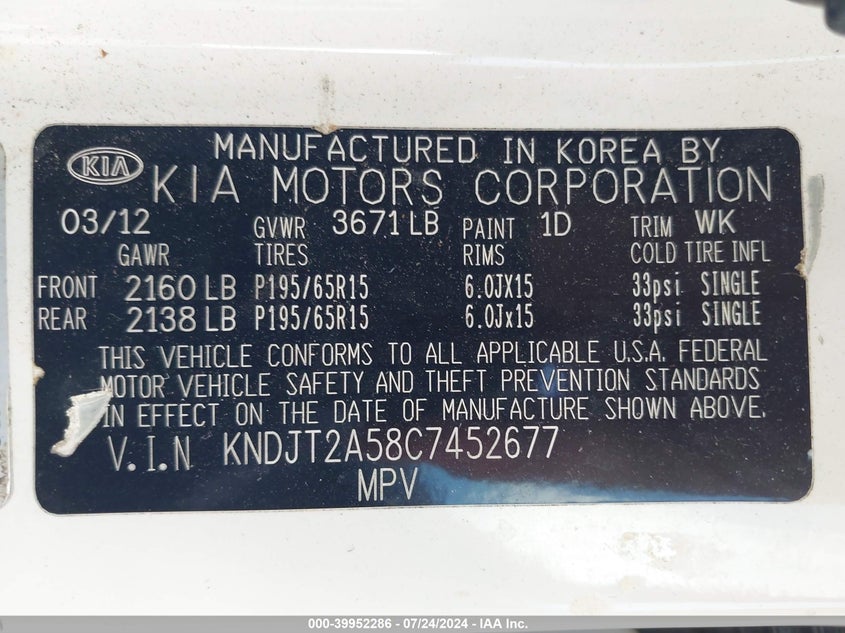 MANUFACTURED IN KOREA BY
KIA KIA MOTORS CORPORATION
03/12 GVWR 3671 LB PAINT 1D TRIM WK
GAWR TIRES RIMS COLD TIRE INFL
FRONT 2160 LB P195/65R15 6.0JX15 33psi SINGLE
REAR 2138 LB P195/65R15 6.0Jx15 33psi SINGLE
THIS VEHICLE CONFORMS TO ALL APPLICABLE U.S.A. FEDERAL
MOTOR VEHICLE SAFETY AND THEFT PREVENTION STANDARDS
IN EFFECT ON THE DATE OF MANUFACTURE SHOWN ABOVE.
V.I.N KNDJT2A58C7452677
MPV
000-39952286 - 07/24/2024 - IAA Inc.